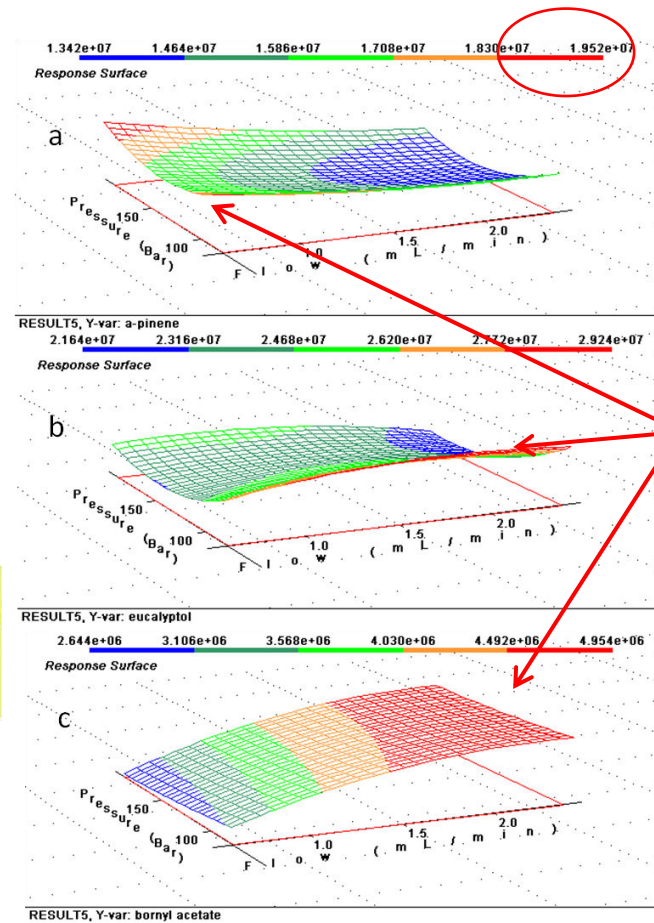 1.342e+07 1.464e+07 1.586e+07 1.708e+07 1.830e+07 1.952e+07
Response Surface
a
Pressure (Bar)
150
100
1.0
1.5
2.0
Flow (mL/min.)
RESULT5, Y-var: a-pinene
2.164e+07 2.316e+07 2.468e+07 2.620e+07 2.772e+07 2.924e+07
Response Surface
b
Pressure (Bar)
150
100
1.0
1.5
2.0
Flow (mL/min.)
RESULT5, Y-var: eucalyptol
2.644e+06 3.106e+06 3.568e+06 4.030e+06 4.492e+06 4.954e+06
Response Surface
c
Pressure (Bar)
150
100
1.0
1.5
2.0
Flow (mL/min.)
RESULT5, Y-var: bornyl acetate